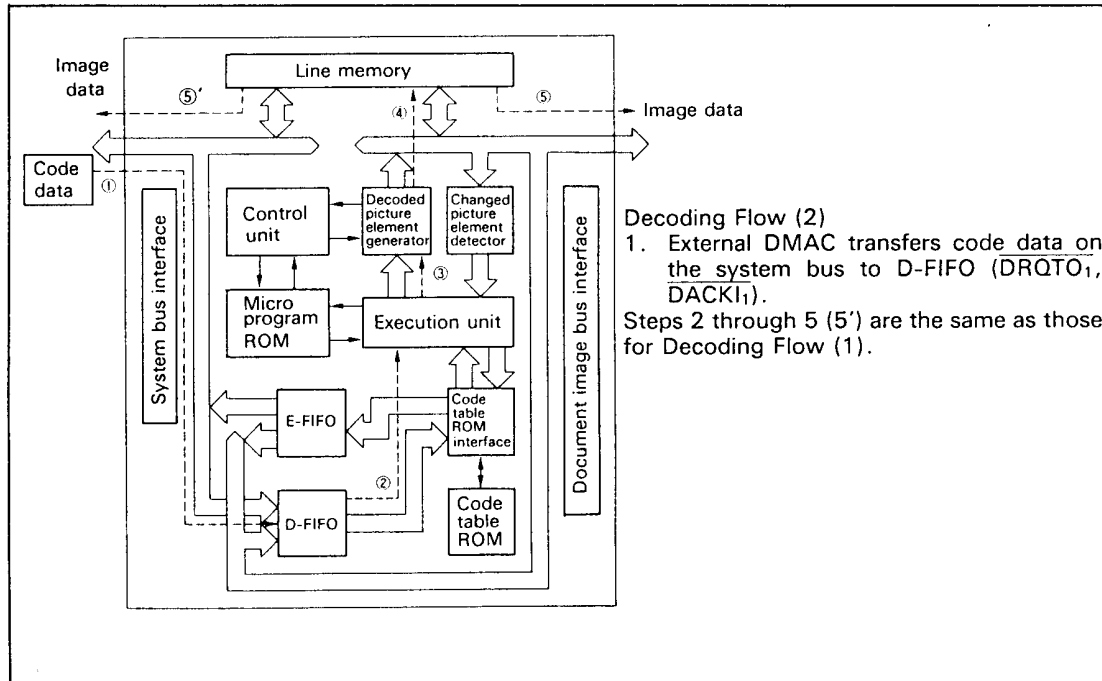 Image
data
⑤′
Line memory
④
⑤
Image data
Code
data
①
System bus interface
Control
unit
Decoded
picture
element
generator
Changed
picture
element
detector
③
Micro
program
ROM
Execution unit
E-FIFO
Code
table
ROM
interface
②
D-FIFO
Code
table
ROM
Document image bus interface
Decoding Flow (2)
1. External DMAC transfers code data on
the system bus to D-FIFO (DRQTO₁,
DACKI₁).
Steps 2 through 5 (5') are the same as those
for Decoding Flow (1).